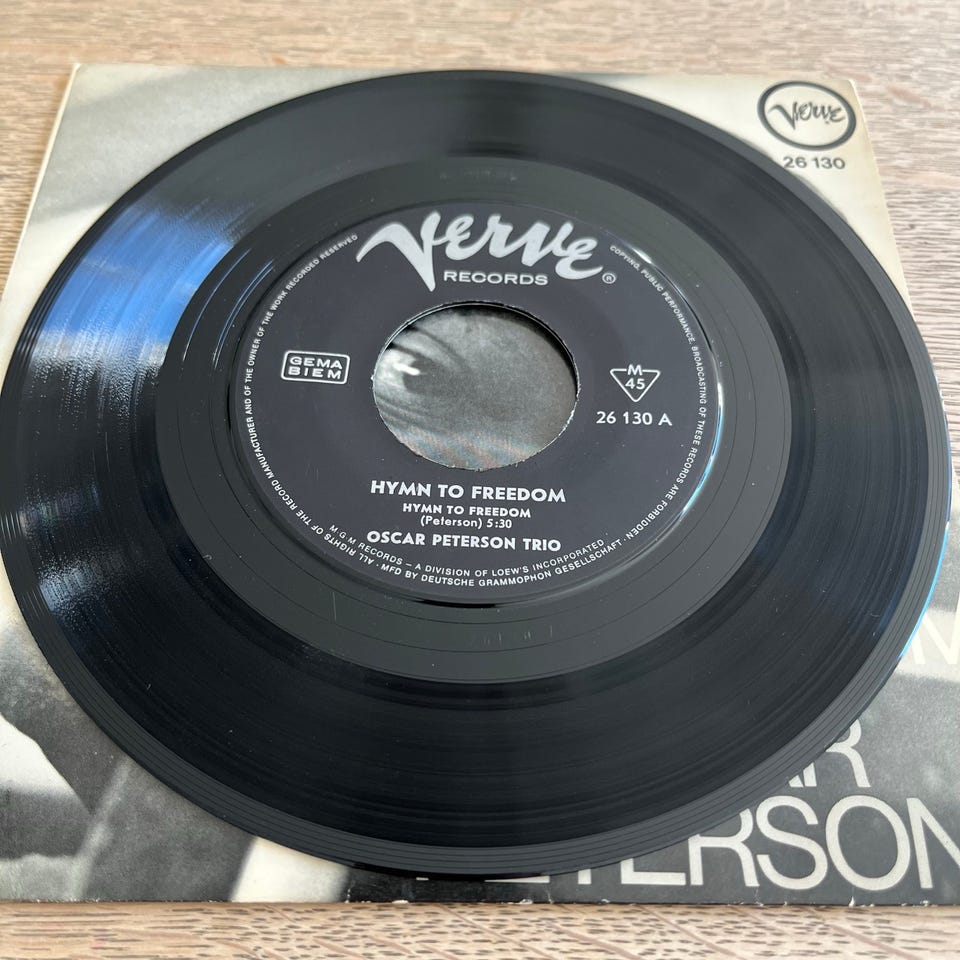 Verve
26 130
Verve
RECORDS
®
GEMA
BIEM
M
45
26 130 A
HYMN TO FREEDOM
HYMN TO FREEDOM
(Peterson) 5:30
OSCAR PETERSON TRIO
M G M RECORDS – A DIVISION OF LOEW'S INCORPORATED
ALL RIGHTS OF THE RECORD MANUFACTURER AND OF THE OWNER OF THE WORK RECORDED RESERVED
COPYING, PUBLIC PERFORMANCE, BROADCASTING OF THESE RECORDS ARE FORBIDDEN · MFD BY DEUTSCHE GRAMMOPHON GESELLSCHAFT ·
PETERSON